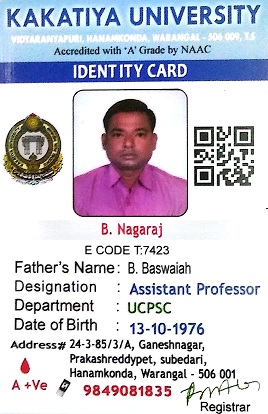 KAKATIYA UNIVERSITY
VIDYARANYAPURI, HANAMKONDA, WARANGAL - 506 009, T.S
Accredited with 'A' Grade by NAAC
IDENTITY CARD
B. Nagaraj
E CODE T:7423
Father's Name : B. Baswaiah
Designation : Assistant Professor
Department : UCPSC
Date of Birth : 13-10-1976
Address# 24-3-85/3/A, Ganeshnagar,
Prakashreddypet, subedari,
Hanamkonda, Warangal - 506 001
A +Ve 9849081835
Registrar